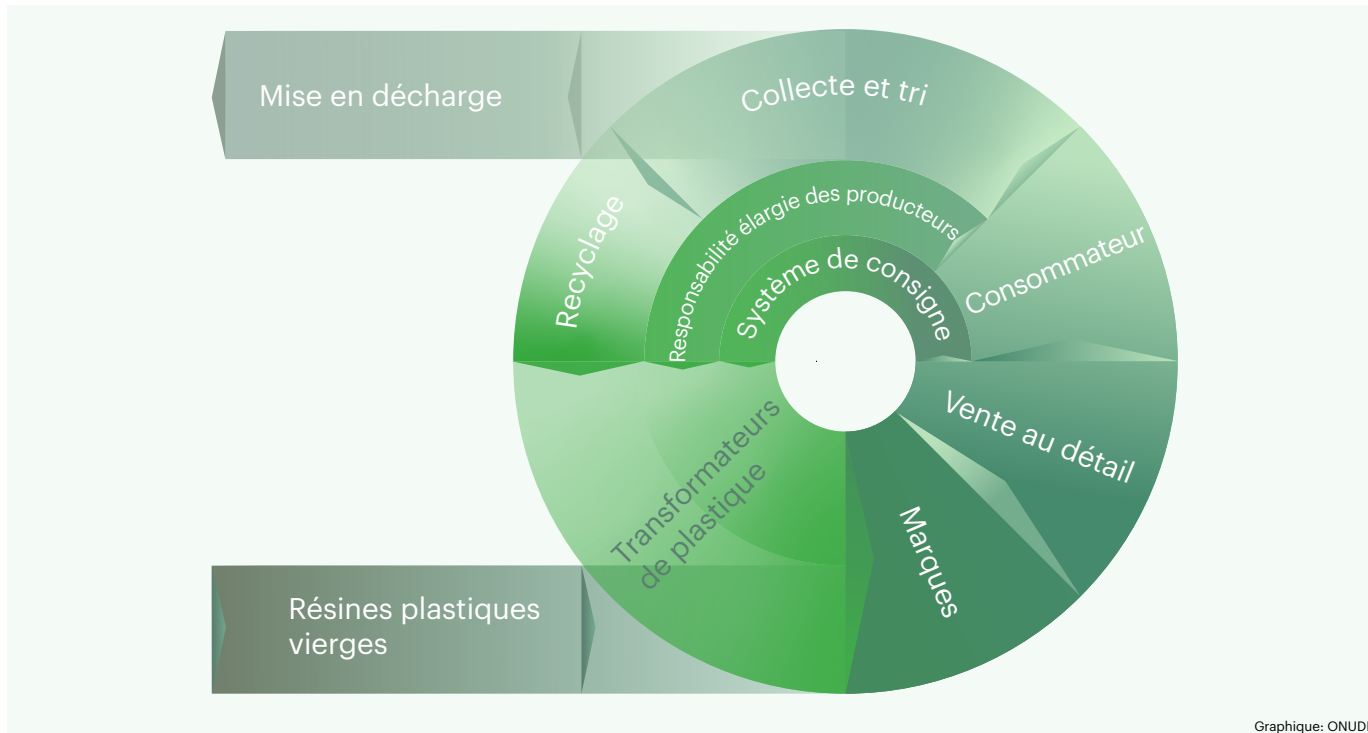 Mise en décharge
Collecte et tri
Responsabilité élargie des producteurs
Système de consigne
Recyclage
Consommateur
Vente au détail
Transformateurs
de plastique
Marques
Résines plastiques
vierges
Graphique: ONUDI